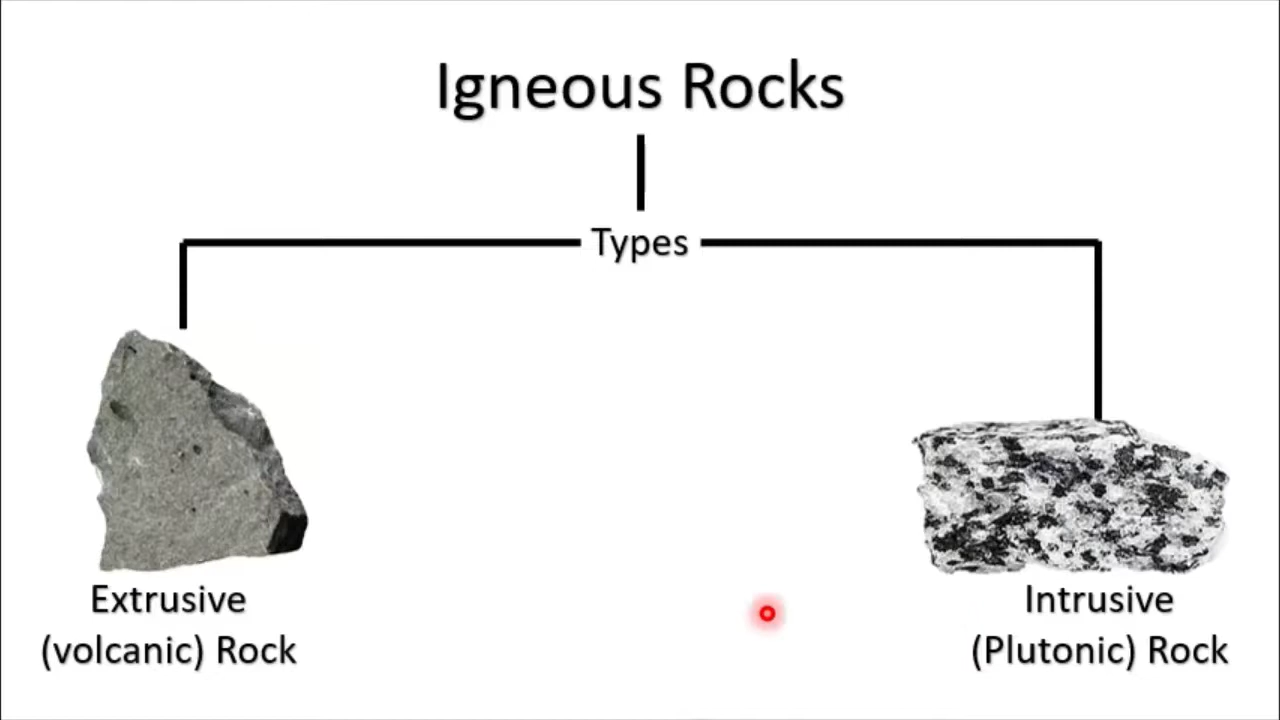 Igneous Rocks
Types
Extrusive
(volcanic) Rock
Intrusive
(Plutonic) Rock